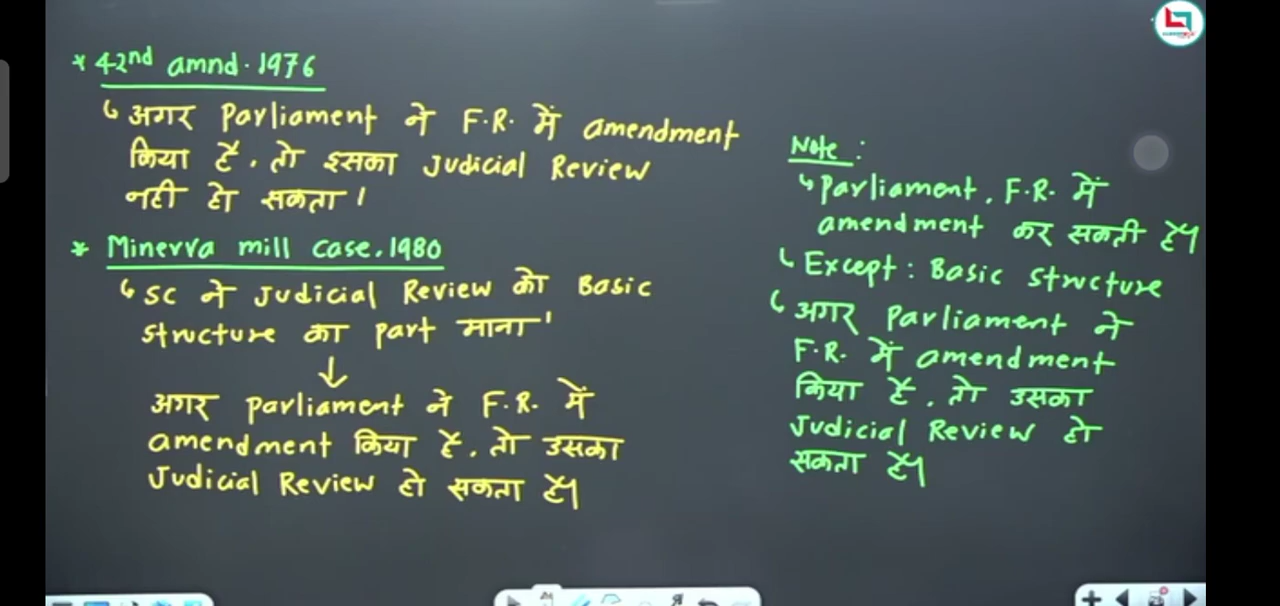 * 42nd amnd. 1976
↳ अगर Parliament ने F.R. में amendment
किया है, तो इसका Judicial Review
नही हो सकता।
* Minerva mill case, 1980
↳ SC ने Judicial Review को Basic
structure का part माना।
↓
अगर parliament ने F.R. में
amendment किया है, तो उसका
Judicial Review हो सकता है।
Note :
↳ Parliament, F.R. में
amendment कर सकती है।
↳ Except : Basic structure
↳ अगर Parliament ने
F.R. में amendment
किया है, तो उसका
Judicial Review हो
सकता है।